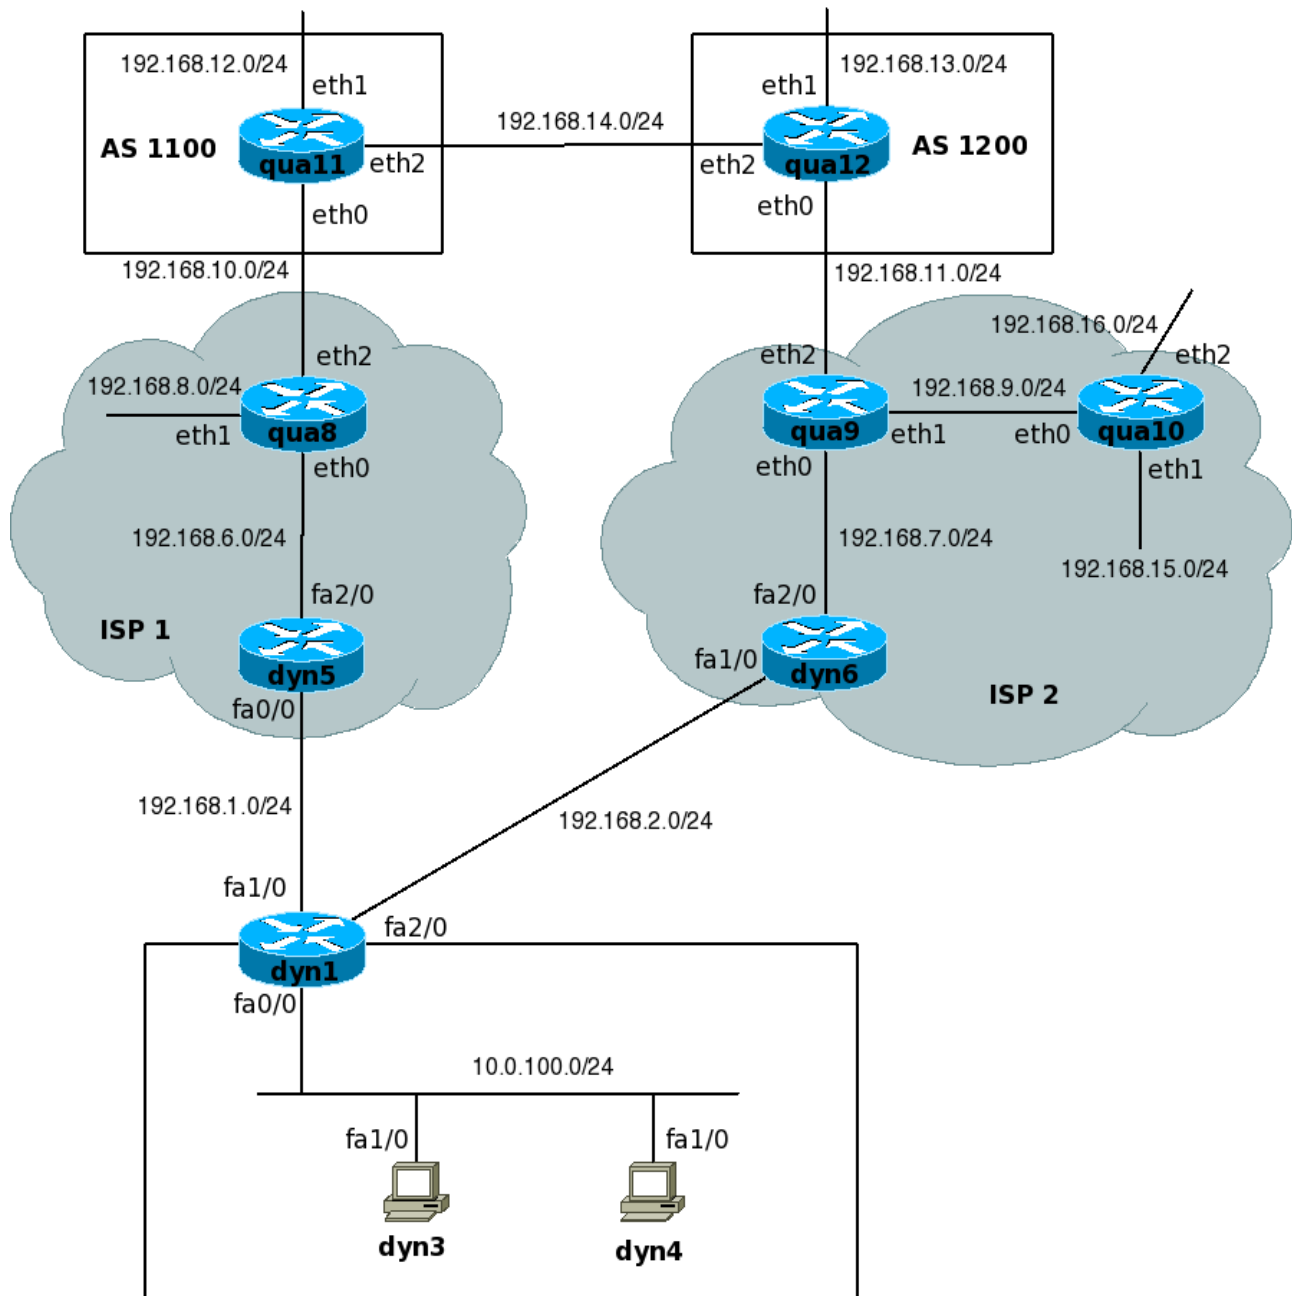 192.168.12.0/24
192.168.13.0/24
eth1
eth1
192.168.14.0/24
AS 1100
AS 1200
qua11
eth2
eth2
qua12
eth0
eth0
192.168.10.0/24
192.168.11.0/24
192.168.16.0/24
eth2
eth2
eth2
192.168.8.0/24
192.168.9.0/24
eth1
qua8
qua9
eth1
eth0
qua10
eth0
eth0
eth1
192.168.6.0/24
192.168.7.0/24
192.168.15.0/24
fa2/0
fa2/0
ISP 1
fa1/0
dyn5
dyn6
ISP 2
fa0/0
192.168.1.0/24
192.168.2.0/24
fa1/0
fa2/0
dyn1
fa0/0
10.0.100.0/24
fa1/0
fa1/0
dyn3
dyn4